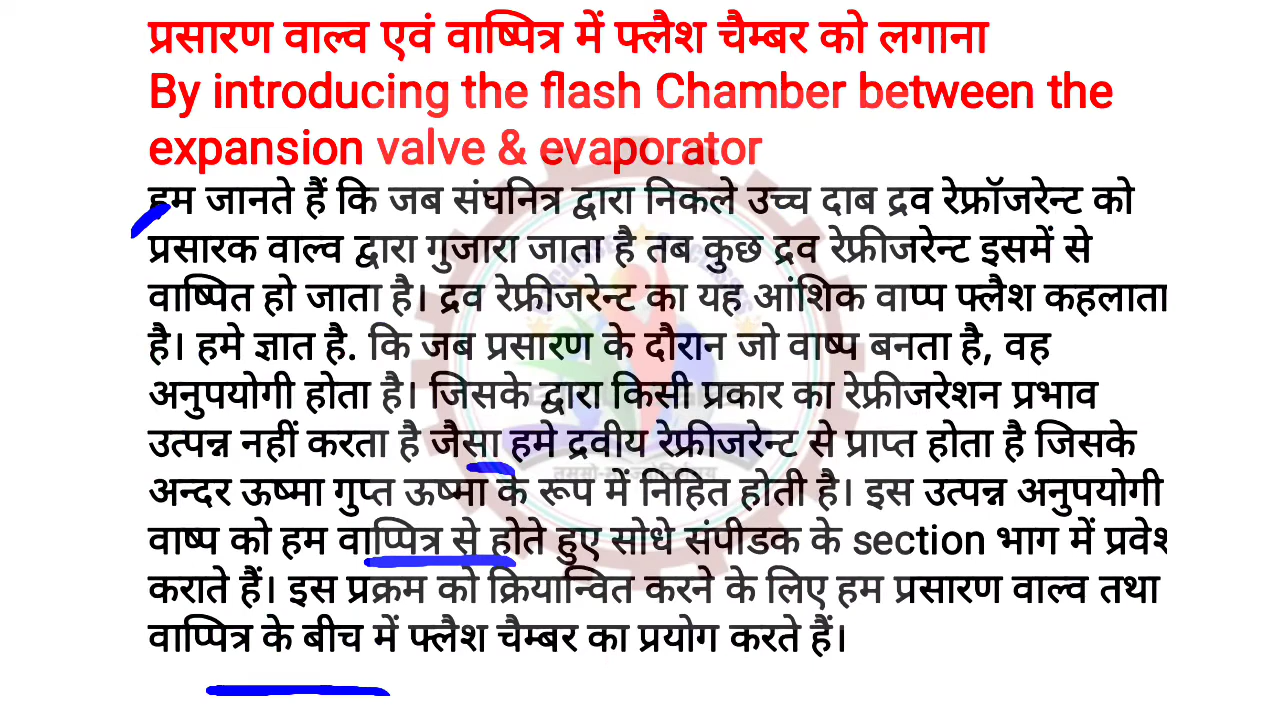 प्रसारण वाल्व एवं वाष्पित्र में फ्लैश चैम्बर को लगाना
By introducing the flash Chamber between the
expansion valve & evaporator
हम जानते हैं कि जब संघनित्र द्वारा निकले उच्च दाब द्रव रेफ्रॉजरेन्ट को
प्रसारक वाल्व द्वारा गुजारा जाता है तब कुछ द्रव रेफ्रीजरेन्ट इसमें से
वाष्पित हो जाता है। द्रव रेफ्रीजरेन्ट का यह आंशिक वाप्प फ्लैश कहलाता
है। हमे ज्ञात है. कि जब प्रसारण के दौरान जो वाष्प बनता है, वह
अनुपयोगी होता है। जिसके द्वारा किसी प्रकार का रेफ्रीजरेशन प्रभाव
उत्पन्न नहीं करता है जैसा हमे द्रवीय रेफ्रीजरेन्ट से प्राप्त होता है जिसके
अन्दर ऊष्मा गुप्त ऊष्मा के रूप में निहित होती है। इस उत्पन्न अनुपयोगी
वाष्प को हम वाप्पित्र से होते हुए सोधे संपीडक के section भाग में प्रवेश
कराते हैं। इस प्रक्रम को क्रियान्वित करने के लिए हम प्रसारण वाल्व तथा
वाप्पित्र के बीच में फ्लैश चैम्बर का प्रयोग करते हैं।